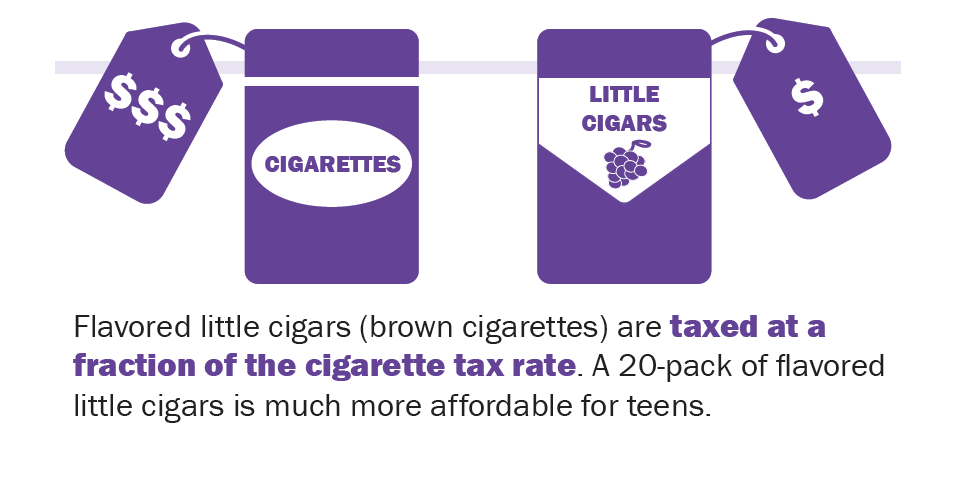 $$$
CIGARETTES
LITTLE
CIGARS
$
Flavored little cigars (brown cigarettes) are taxed at a
fraction of the cigarette tax rate. A 20-pack of flavored
little cigars is much more affordable for teens.